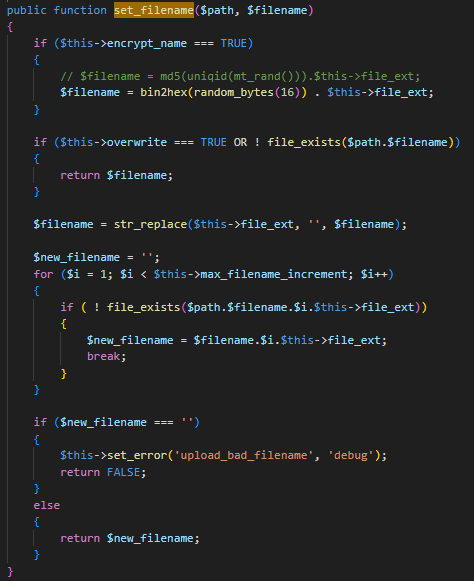 public function set_filename($path, $filename)
{
    if ($this->encrypt_name === TRUE)
    {
        // $filename = md5(uniqid(mt_rand())).$this->file_ext;
        $filename = bin2hex(random_bytes(16)) . $this->file_ext;
    }

    if ($this->overwrite === TRUE OR ! file_exists($path.$filename))
    {
        return $filename;
    }

    $filename = str_replace($this->file_ext, '', $filename);

    $new_filename = '';
    for ($i = 1; $i < $this->max_filename_increment; $i++)
    {
        if ( ! file_exists($path.$filename.$i.$this->file_ext))
        {
            $new_filename = $filename.$i.$this->file_ext;
            break;
        }
    }

    if ($new_filename === '')
    {
        $this->set_error('upload_bad_filename', 'debug');
        return FALSE;
    }
    else
    {
        return $new_filename;
    }
}